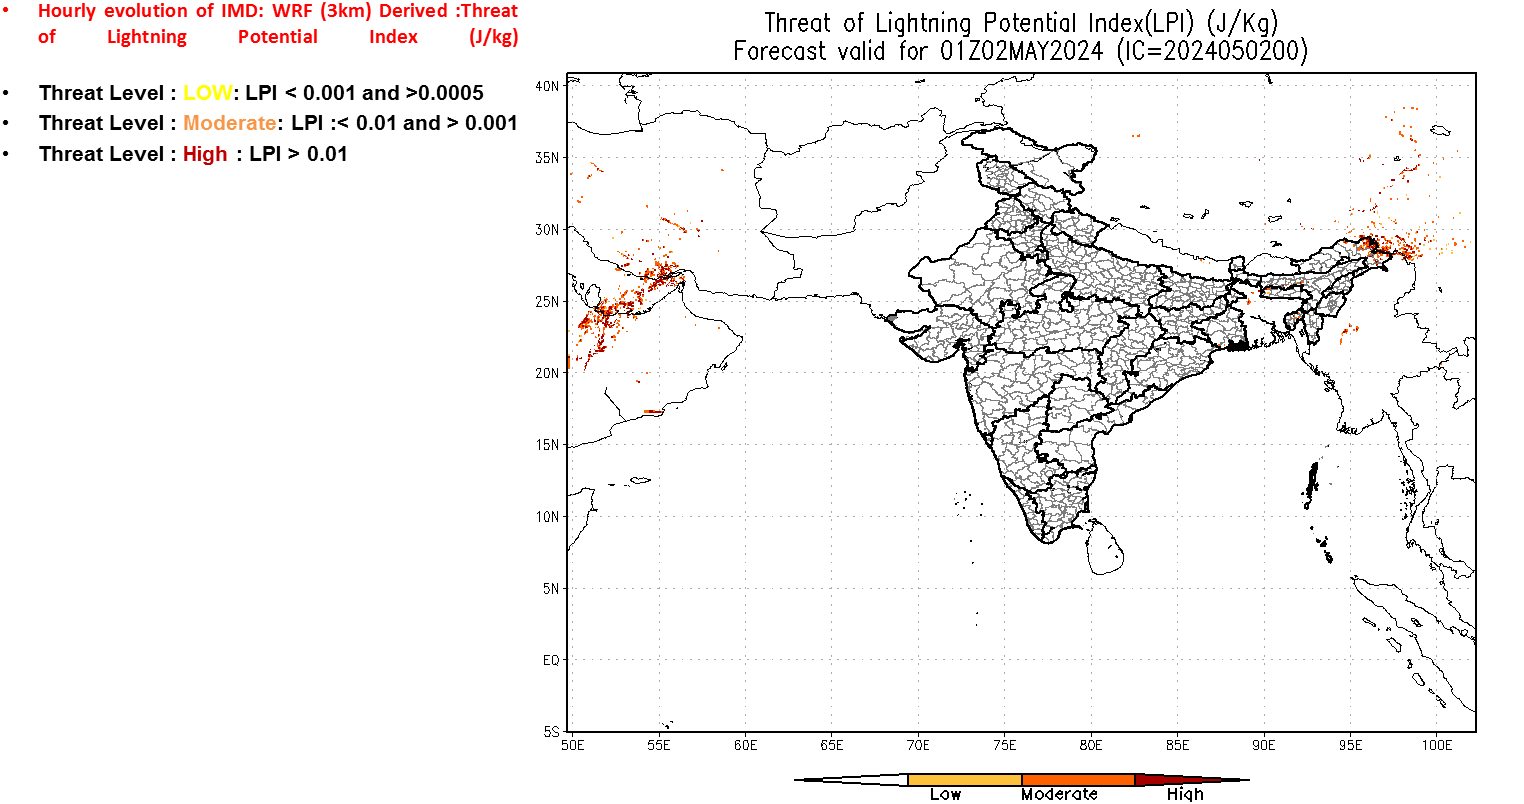 • Hourly evolution of IMD: WRF (3km) Derived :Threat
of Lightning Potential Index (J/kg)
• Threat Level : LOW: LPI < 0.001 and >0.0005
• Threat Level : Moderate: LPI :< 0.01 and > 0.001
• Threat Level : High : LPI > 0.01
Threat of Lightning Potential Index(LPI) (J/Kg)
Forecast valid for 01Z02MAY2024 (IC=2024050200)
40N
35N
30N
25N
20N
15N
10N
5N
EQ
5S
50E 55E 60E 65E 70E 75E 80E 85E 90E 95E 100E
Low Moderate High